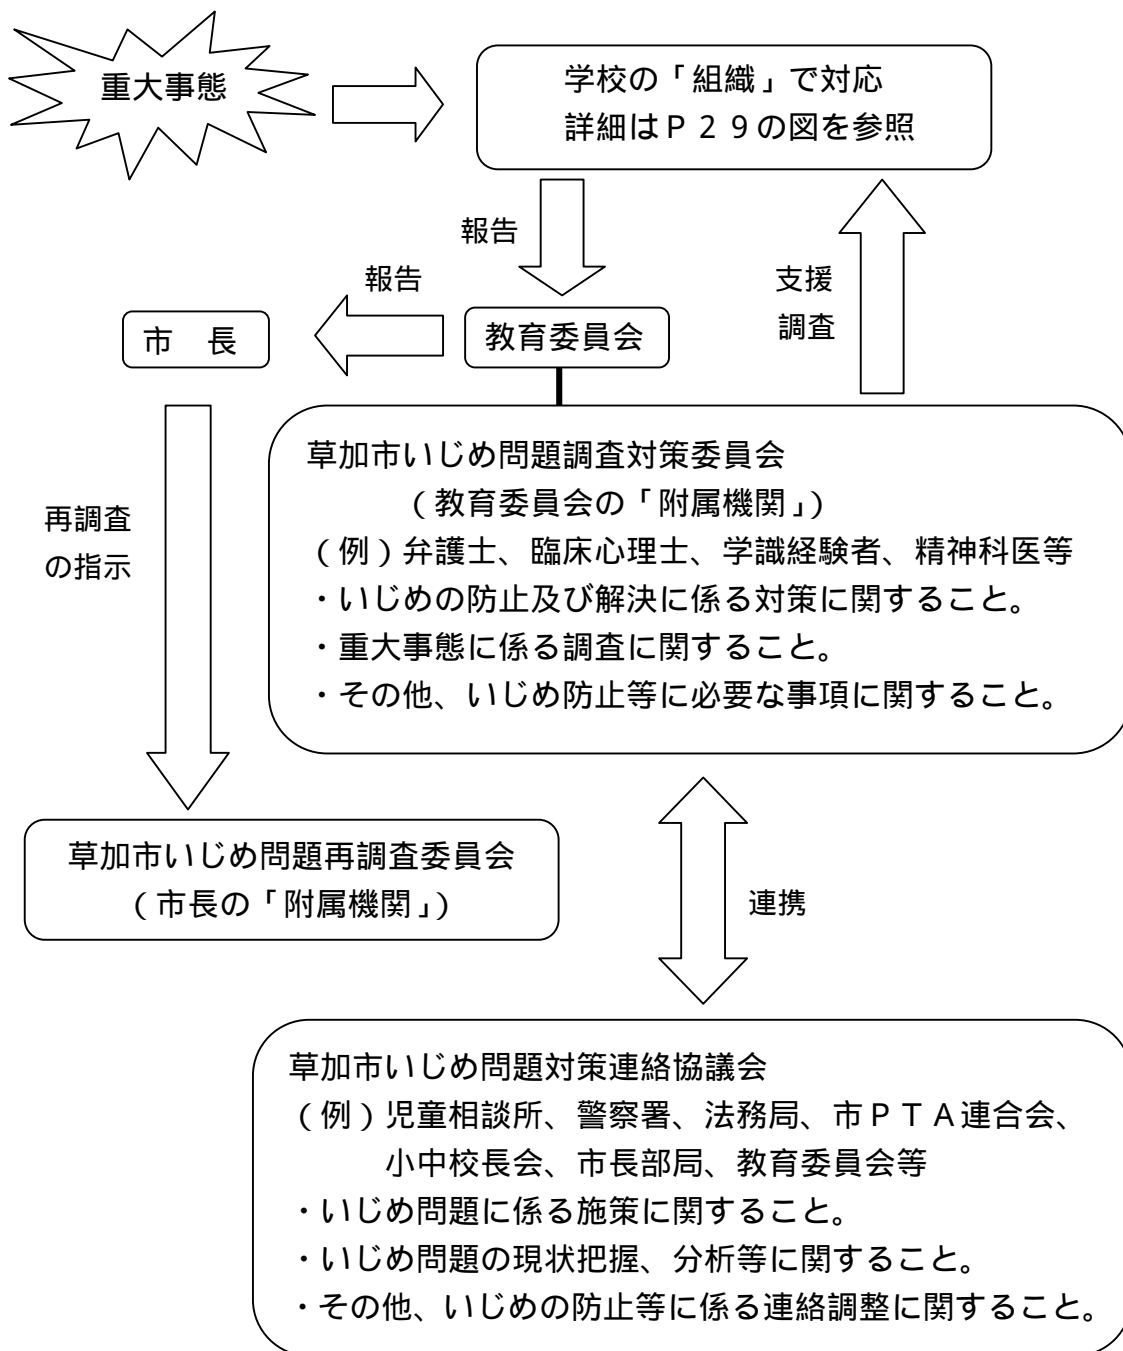 重大事態
学校の「組織」で対応
詳細はP29の図を参照
報告
報告
支援
調査
市　長
教育委員会
草加市いじめ問題調査対策委員会
（教育委員会の「附属機関」）
（例）弁護士、臨床心理士、学識経験者、精神科医等
・いじめの防止及び解決に係る対策に関すること。
・重大事態に係る調査に関すること。
・その他、いじめ防止等に必要な事項に関すること。
再調査
の指示
草加市いじめ問題再調査委員会
（市長の「附属機関」）
連携
草加市いじめ問題対策連絡協議会
（例）児童相談所、警察署、法務局、市PTA連合会、
小中校長会、市長部局、教育委員会等
・いじめ問題に係る施策に関すること。
・いじめ問題の現状把握、分析等に関すること。
・その他、いじめの防止等に係る連絡調整に関すること。